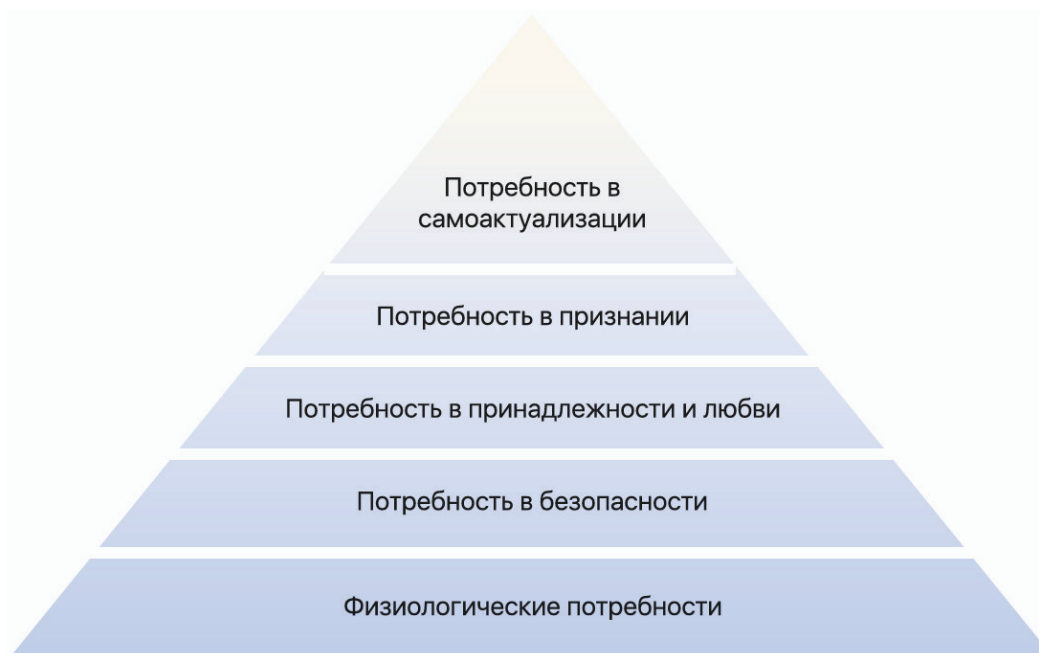 Потребность в
самоактуализации
Потребность в признании
Потребность в принадлежности и любви
Потребность в безопасности
Физиологические потребности